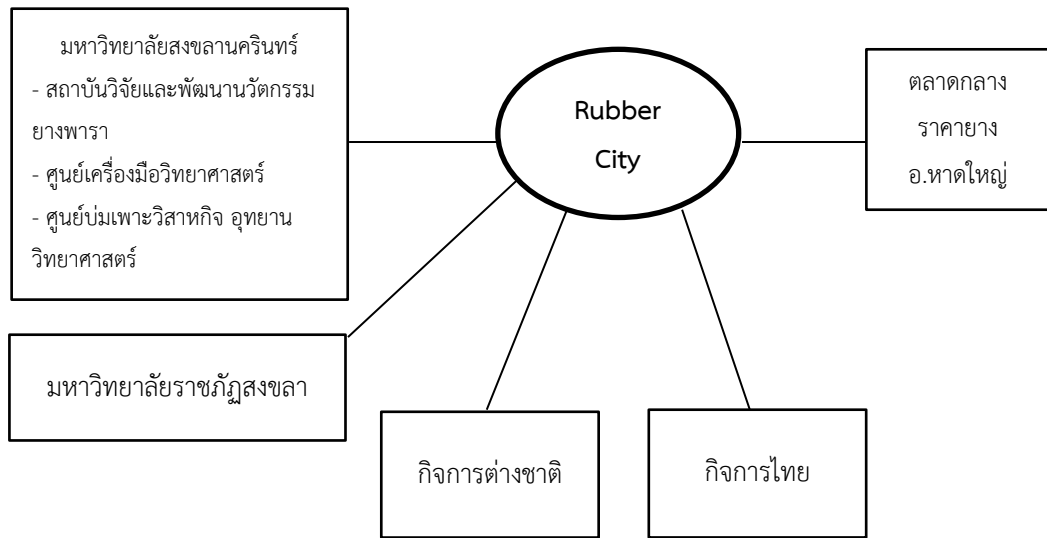 มหาวิทยาลัยสงขลานครินทร์
- สถาบันวิจัยและพัฒนานวัตกรรม
ยางพารา
- ศูนย์เครื่องมือวิทยาศาสตร์
- ศูนย์บ่มเพาะวิสาหกิจ อุทยาน
วิทยาศาสตร์
Rubber
City
ตลาดกลาง
ราคายาง
อ.หาดใหญ่
มหาวิทยาลัยราชภัฏสงขลา
กิจการต่างชาติ
กิจการไทย